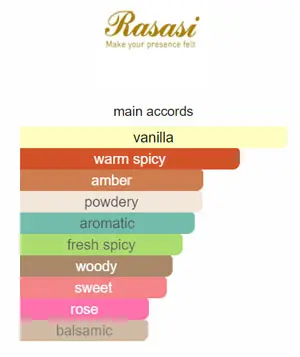 Rasasi
Make your presence felt
main accords
vanilla
warm spicy
amber
powdery
aromatic
fresh spicy
woody
sweet
rose
balsamic